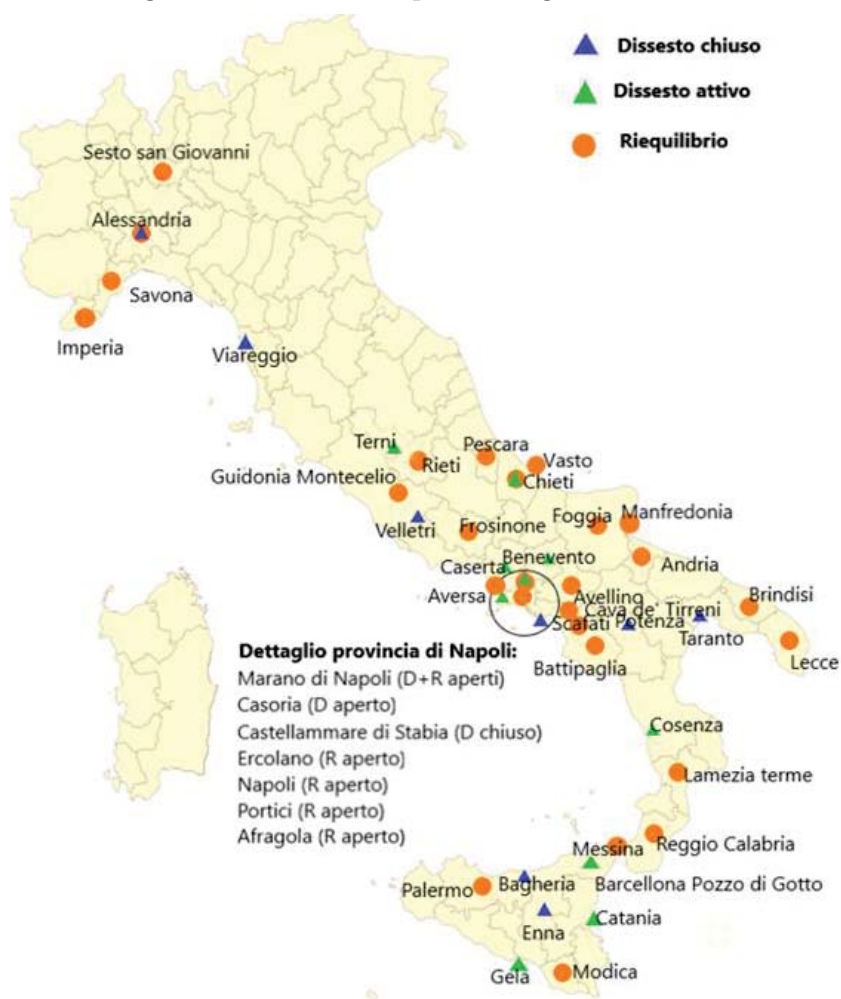 Dissesto chiuso
Dissesto attivo
Riequilibrio
Sesto san Giovanni
Alessandria
Savona
Imperia
Viareggio
Terni
Rieti
Pescara
Vasto
Chieti
Guidonia Montecelio
Velletri
Frosinone
Foggia
Manfredonia
Caserta
Benevento
Andria
Aversa
Avellino
Cava de' Tirreni
Brindisi
Scafati
Potenza
Taranto
Battipaglia
Lecce
Dettaglio provincia di Napoli:
Marano di Napoli (D+R aperti)
Casoria (D aperto)
Castellammare di Stabia (D chiuso)
Ercolano (R aperto)
Napoli (R aperto)
Portici (R aperto)
Afragola (R aperto)
Cosenza
Lamezia terme
Messina
Reggio Calabria
Palermo
Bagheria
Barcellona Pozzo di Gotto
Catania
Enna
Gela
Modica